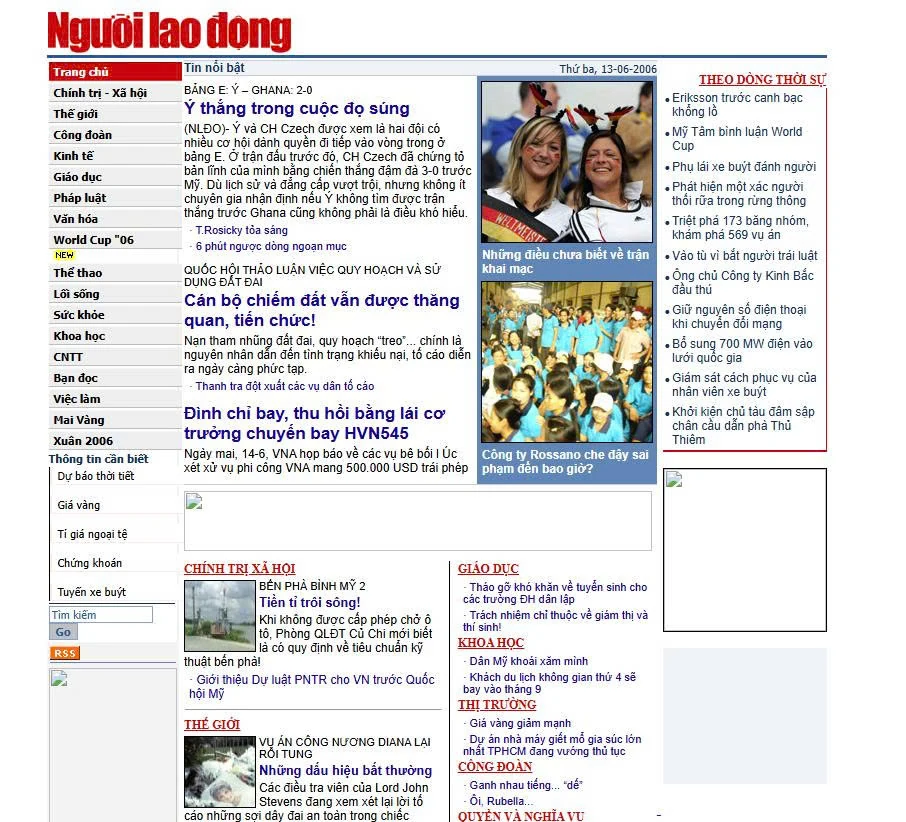 Người lao động
Trang chủ
Chính trị - Xã hội
Thế giới
Công đoàn
Kinh tế
Giáo dục
Pháp luật
Văn hóa
World Cup "06
NEW
Thể thao
Lối sống
Sức khỏe
Khoa học
CNTT
Bạn đọc
Việc làm
Mai Vàng
Xuân 2006
Thông tin cần biết
Dự báo thời tiết
Giá vàng
Tỉ giá ngoại tệ
Chứng khoán
Tuyến xe buýt
Tìm kiếm
Go
RSS
Tin nổi bật
Thứ ba, 13-06-2006
BẢNG E: Ý – GHANA: 2-0
Ý thắng trong cuộc đọ súng
(NLĐO)- Ý và CH Czech được xem là hai đội có
nhiều cơ hội dành quyền đi tiếp vào vòng trong ở
bảng E. Ở trận đấu trước đó, CH Czech đã chứng tỏ
bản lĩnh của mình bằng chiến thắng đậm đà 3-0 trước
Mỹ. Dù lịch sử và đẳng cấp vượt trội, nhưng không ít
chuyên gia nhận định nếu Ý không tìm được trận
thắng trước Ghana cũng không phải là điều khó hiểu.
· T.Rosicky tỏa sáng
· 6 phút ngược dòng ngoạn mục
QUỐC HỘI THẢO LUẬN VIỆC QUY HOẠCH VÀ SỬ
DỤNG ĐẤT ĐAI
Cán bộ chiếm đất vẫn được thăng
quan, tiến chức!
Nạn tham nhũng đất đai, quy hoạch “treo”... chính là
nguyên nhân dẫn đến tình trạng khiếu nại, tố cáo diễn
ra ngày càng phức tạp.
· Thanh tra đột xuất các vụ dân tố cáo
Đình chỉ bay, thu hồi bằng lái cơ
trưởng chuyến bay HVN545
Ngày mai, 14-6, VNA họp báo về các vụ bê bối l Úc
xét xử vụ phi công VNA mang 500.000 USD trái phép
WELTMEISTE
Những điều chưa biết về trận
khai mạc
Công ty Rossano che đậy sai
phạm đến bao giờ?
THEO DÒNG THỜI SỰ
Eriksson trước canh bạc
khổng lồ
Mỹ Tâm bình luận World
Cup
Phụ lái xe buýt đánh người
Phát hiện một xác người
thối rữa trong rừng thông
Triệt phá 173 băng nhóm,
khám phá 569 vụ án
Vào tù vì bắt người trái luật
Ông chủ Công ty Kinh Bắc
đầu thú
Giữ nguyên số điện thoại
khi chuyển đổi mạng
Bổ sung 700 MW điện vào
lưới quốc gia
Giám sát cách phục vụ của
nhân viên xe buýt
Khởi kiện chủ tàu đâm sập
chân cầu dẫn phà Thủ
Thiêm
CHÍNH TRỊ XÃ HỘI
BẾN PHÀ BÌNH MỸ 2
Tiền tỉ trôi sông!
Khi không được cấp phép chở ô
tô, Phòng QLĐT Củ Chi mới biết
là có quy định về tiêu chuẩn kỹ
thuật bến phà!
· Giới thiệu Dự luật PNTR cho VN trước Quốc
hội Mỹ
THẾ GIỚI
VỤ ÁN CÔNG NƯƠNG DIANA LẠI
RỐI TUNG
Những dấu hiệu bất thường
Các điều tra viên của Lord John
Stevens đang xem xét lại lời tố
cáo những sợi dây đai an toàn trong chiếc
GIÁO DỤC
· Tháo gỡ khó khăn về tuyển sinh cho
các trường ĐH dân lập
· Trách nhiệm chỉ thuộc về giám thị và
thí sinh!
KHOA HỌC
· Dân Mỹ khoái xăm mình
· Khách du lịch không gian thứ 4 sẽ
bay vào tháng 9
THỊ TRƯỜNG
· Giá vàng giảm mạnh
· Dự án nhà máy giết mổ gia súc lớn
nhất TPHCM đang vướng thủ tục
CÔNG ĐOÀN
· Ganh nhau tiếng... “dế”
· Ôi, Rubella...
QUYỀN VÀ NGHĨA VỤ